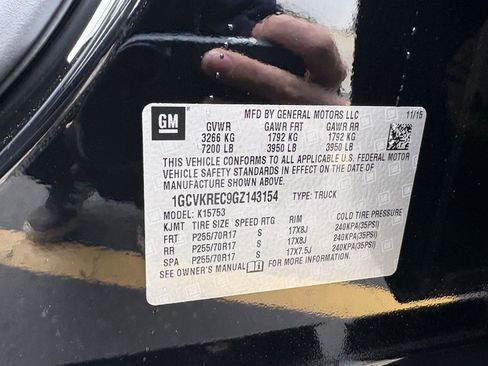 GM MFD BY GENERAL MOTORS LLC 11/15
GVWR GAWR FRT GAWR RR
3266 KG 1792 KG 1792 KG
7200 LB 3950 LB 3950 LB
THIS VEHICLE CONFORMS TO ALL APPLICABLE U.S. FEDERAL MOTOR
VEHICLE SAFETY STANDARDS IN EFFECT ON THE DATE OF
MANUFACTURE SHOWN ABOVE.
1GCVKREC9GZ143154 TYPE: TRUCK
MODEL: K15753
KJMT TIRE SIZE SPEED RTG RIM COLD TIRE PRESSURE
FRT P255/70R17 S 17X8J 240KPA(35PSI)
RR P255/70R17 S 17X8J 240KPA(35PSI)
SPA P255/70R17 S 17X7.5J 240KPA(35PSI)
SEE OWNER'S MANUAL FOR MORE INFORMATION.